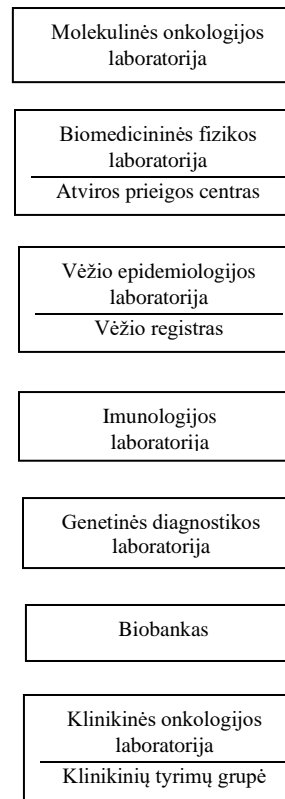 Molekulinės onkologijos
laboratorija
Biomedicininės fizikos
laboratorija
Atviros prieigos centras
Vėžio epidemiologijos
laboratorija
Vėžio registras
Imunologijos
laboratorija
Genetinės diagnostikos
laboratorija
Biobankas
Klinikinės onkologijos
laboratorija
Klinikinių tyrimų grupė